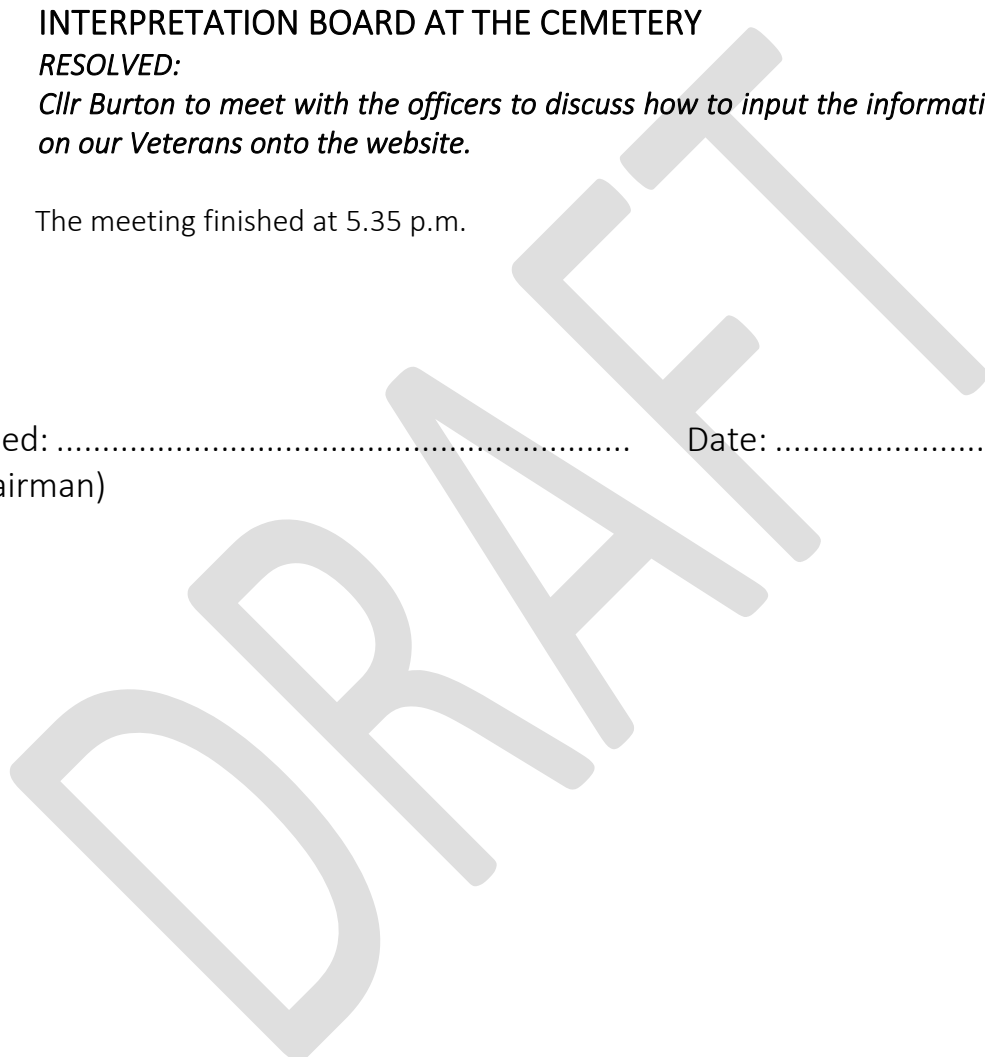 INTERPRETATION BOARD AT THE CEMETERY
RESOLVED:
Cllr Burton to meet with the officers to discuss how to input the informati
on our Veterans onto the website.
The meeting finished at 5.35 p.m.
ed: ................................................................ Date: .......................
airman)
DRAFT